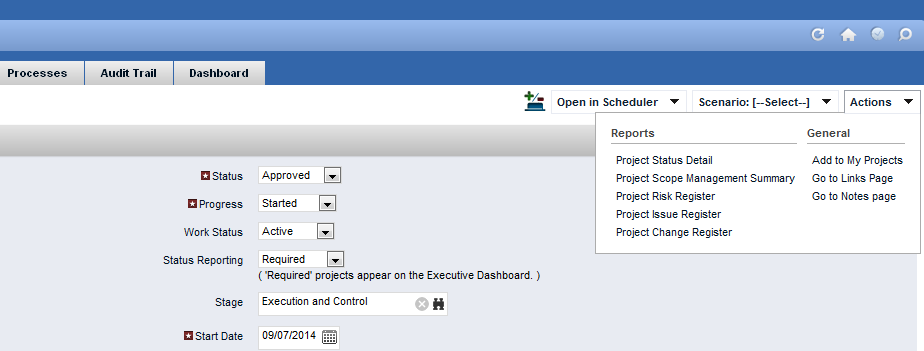 Processes Audit Trail Dashboard
Open in Scheduler Scenario: [--Select--] Actions
Reports General
Project Status Detail Add to My Projects
Project Scope Management Summary Go to Links Page
Project Risk Register Go to Notes page
Project Issue Register
Project Change Register
Status Approved
Progress Started
Work Status Active
Status Reporting Required
( 'Required' projects appear on the Executive Dashboard. )
Stage Execution and Control
Start Date 09/07/2014